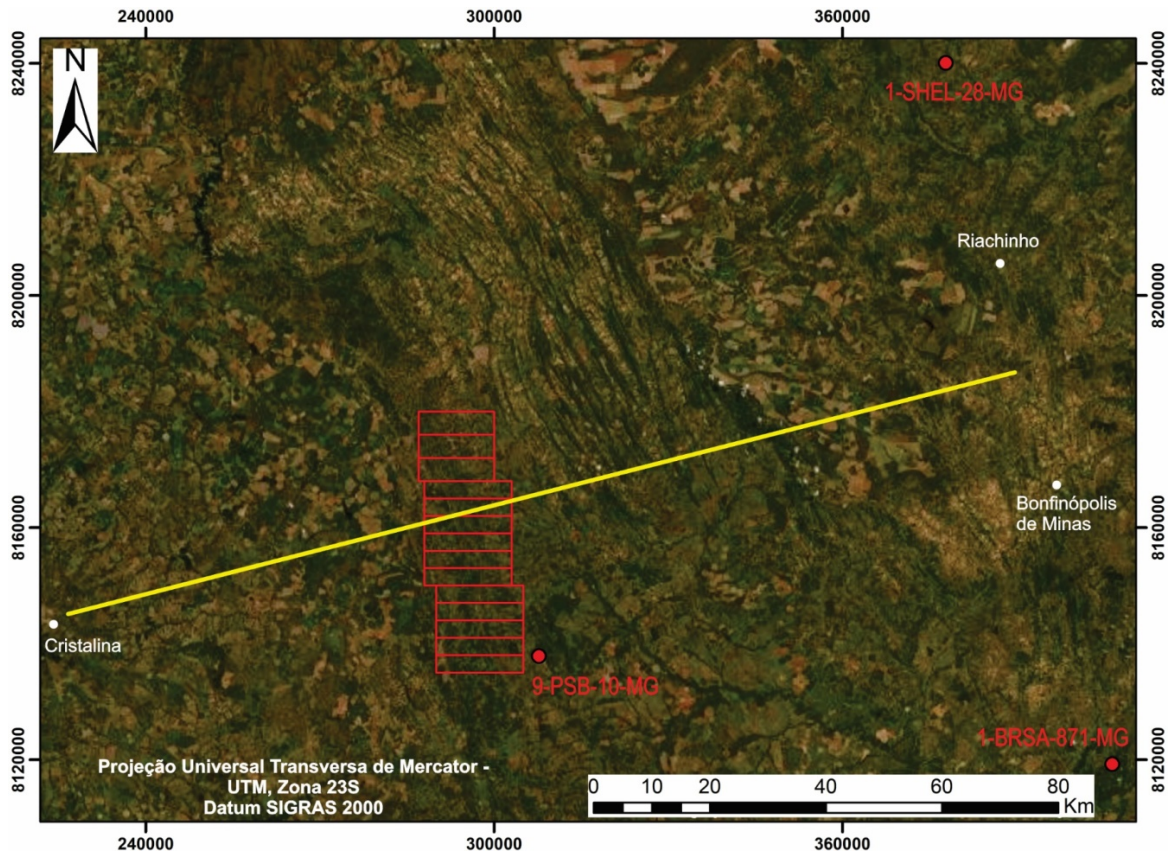 240000
300000
360000
8240000
8240000
N
1-SHEL-28-MG
Riachinho
8200000
8200000
Bonfinópolis
de Minas
8160000
8160000
Cristalina
9-PSB-10-MG
1-BRSA-871-MG
8120000
8120000
Projeção Universal Transversa de Mercator -
UTM, Zona 23S
Datum SIGRAS 2000
0 10 20 40 60 80
Km
240000
300000
360000